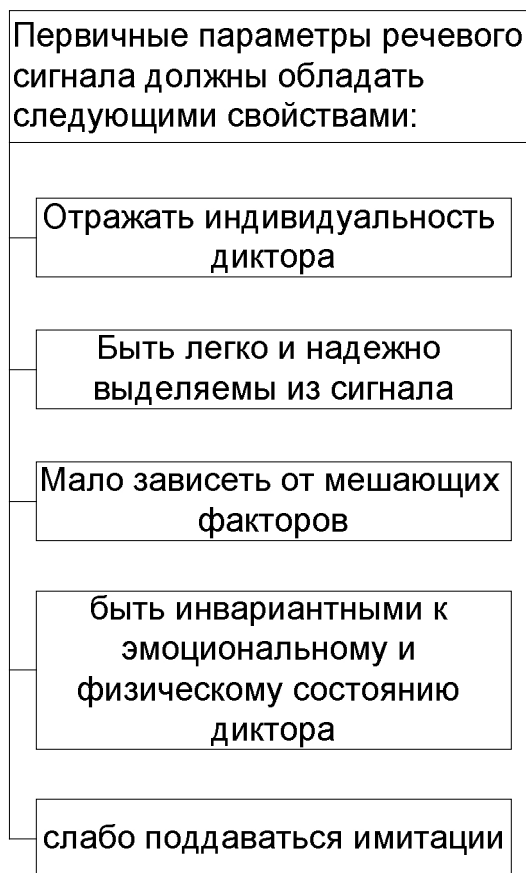 Первичные параметры речевого
сигнала должны обладать
следующими свойствами:
Отражать индивидуальность
диктора
Быть легко и надежно
выделяемы из сигнала
Мало зависеть от мешающих
факторов
быть инвариантными к
эмоциональному и
физическому состоянию
диктора
слабо поддаваться имитации